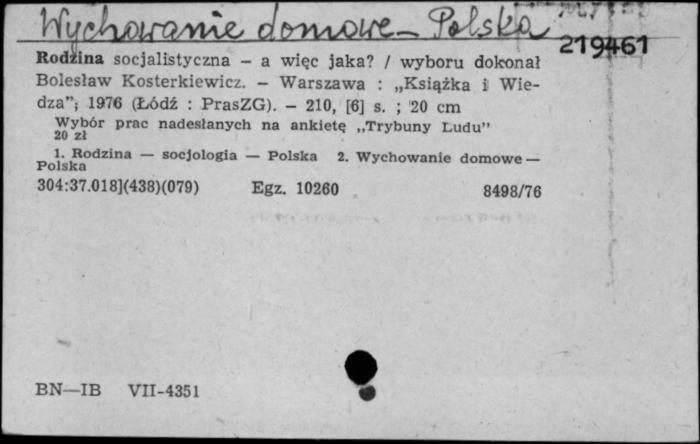 Wychowanie domowe - Polska
219461
Rodzina socjalistyczna – a więc jaka? / wyboru dokonał
Bolesław Kosterkiewicz. – Warszawa : „Książka i Wie-
dza”, 1976 (Łódź : PrasZG). – 210, [6] s. ; 20 cm
Wybór prac nadesłanych na ankietę „Trybuny Ludu”
20 zł
1. Rodzina — socjologia — Polska 2. Wychowanie domowe —
Polska
304:37.018](438)(079) Egz. 10260 8498/76
BN—IB VII-4351